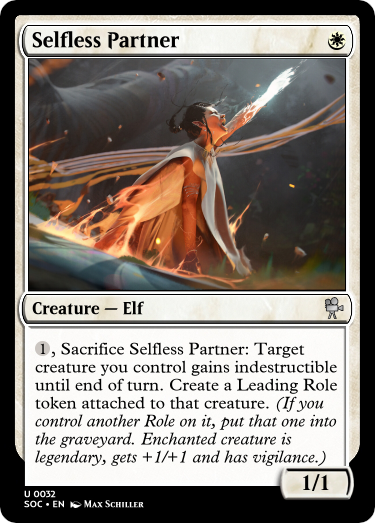 Selfless Partner
Creature — Elf
1, Sacrifice Selfless Partner: Target
creature you control gains indestructible
until end of turn. Create a Leading Role
token attached to that creature. (If you
control another Role on it, put that one into
the graveyard. Enchanted creature is
legendary, gets +1/+1 and has vigilance.)
1/1
U 0032
SOC • EN Max Schiller